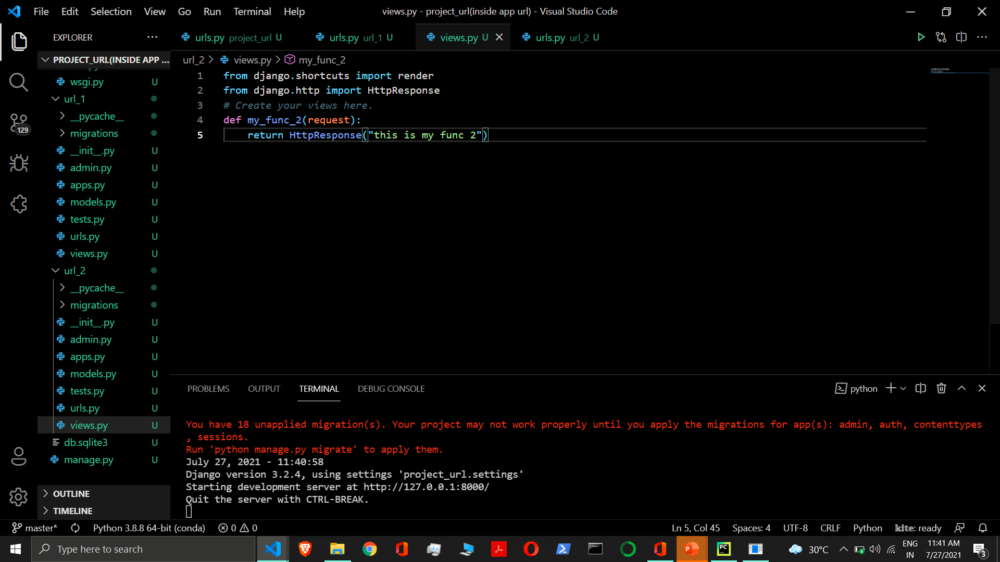 File Edit Selection View Go Run Terminal Help
views.py - project_url(inside app url) - Visual Studio Code
EXPLORER
urls.py project_url U
urls.py url_1 U
views.py U
urls.py url_2 U
PROJECT_URL(INSIDE APP ...
url_2 > views.py > my_func_2
wsgi.py U
url_1
__pycache__
migrations
__init__.py U
admin.py U
apps.py U
models.py U
tests.py U
urls.py U
views.py U
url_2
__pycache__
migrations
__init__.py U
admin.py U
apps.py U
models.py U
tests.py U
urls.py U
views.py U
db.sqlite3 U
manage.py U
OUTLINE
TIMELINE
129
1 from django.shortcuts import render
2 from django.http import HttpResponse
3 # Create your views here.
4 def my_func_2(request):
5     return HttpResponse("this is my func 2")
PROBLEMS OUTPUT TERMINAL DEBUG CONSOLE
python
You have 18 unapplied migration(s). Your project may not work properly until you apply the migrations for app(s): admin, auth, contenttypes
, sessions.
Run 'python manage.py migrate' to apply them.
July 27, 2021 - 11:40:58
Django version 3.2.4, using settings 'project_url.settings'
Starting development server at http://127.0.0.1:8000/
Quit the server with CTRL-BREAK.
master* Python 3.8.8 64-bit (conda) 0 0 Ln 5, Col 45 Spaces: 4 UTF-8 CRLF Python kite: ready
Type here to search
PC
30°C
ENG
IN
11:41 AM
7/27/2021
3